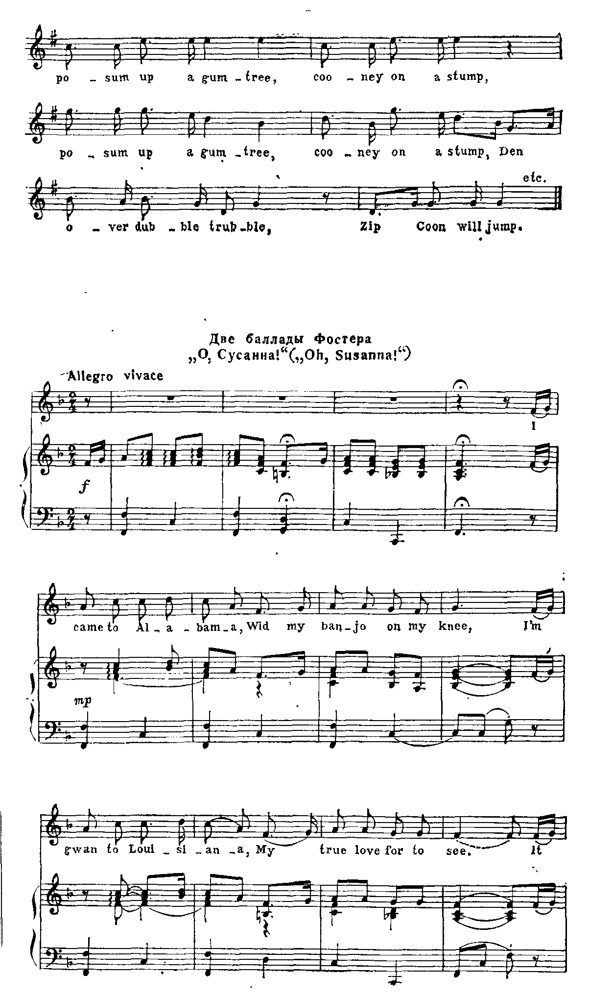 po - sum up a gum - tree, coo - ney on a stump,
po - sum up a gum - tree, coo - ney on a stump, Den
etc.
o - ver dub - ble trub - ble, Zip Coon will jump.
Две баллады Фостера
„О, Сусанна!“ („Oh, Susanna!“)
Allegro vivace
I
f
came to Al - a - bam - a, Wid my ban - jo on my knee, I'm
mp
gwan to Loui - si - an - a, My true love for to see. It